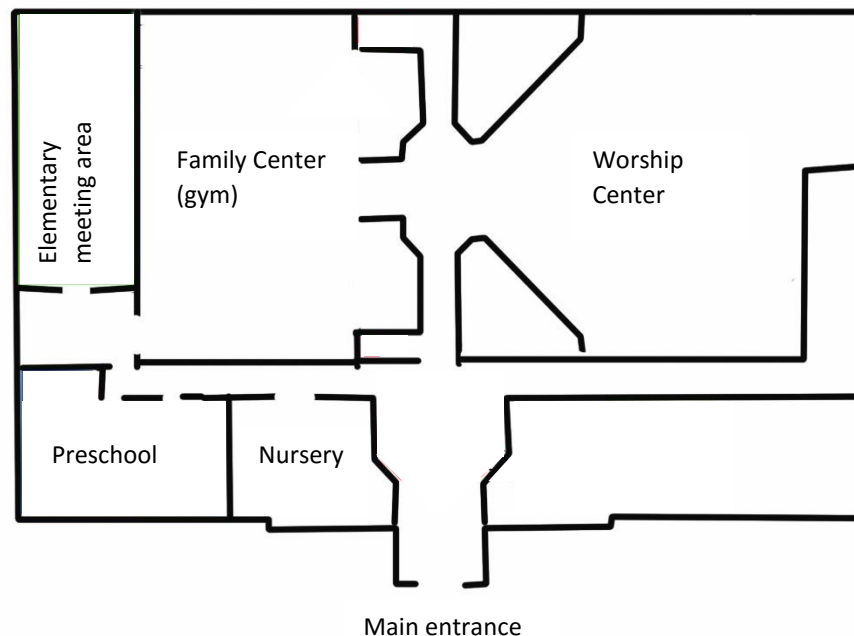 Elementary
meeting area
Family Center
(gym)
Worship
Center
Preschool
Nursery
Main entrance